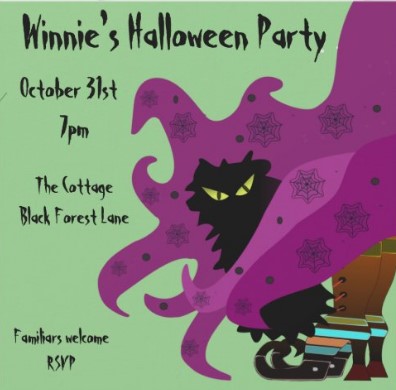 Winnie's Halloween Party
October 31st
7pm
The Cottage
Black Forest Lane
Familiars welcome
RSVP